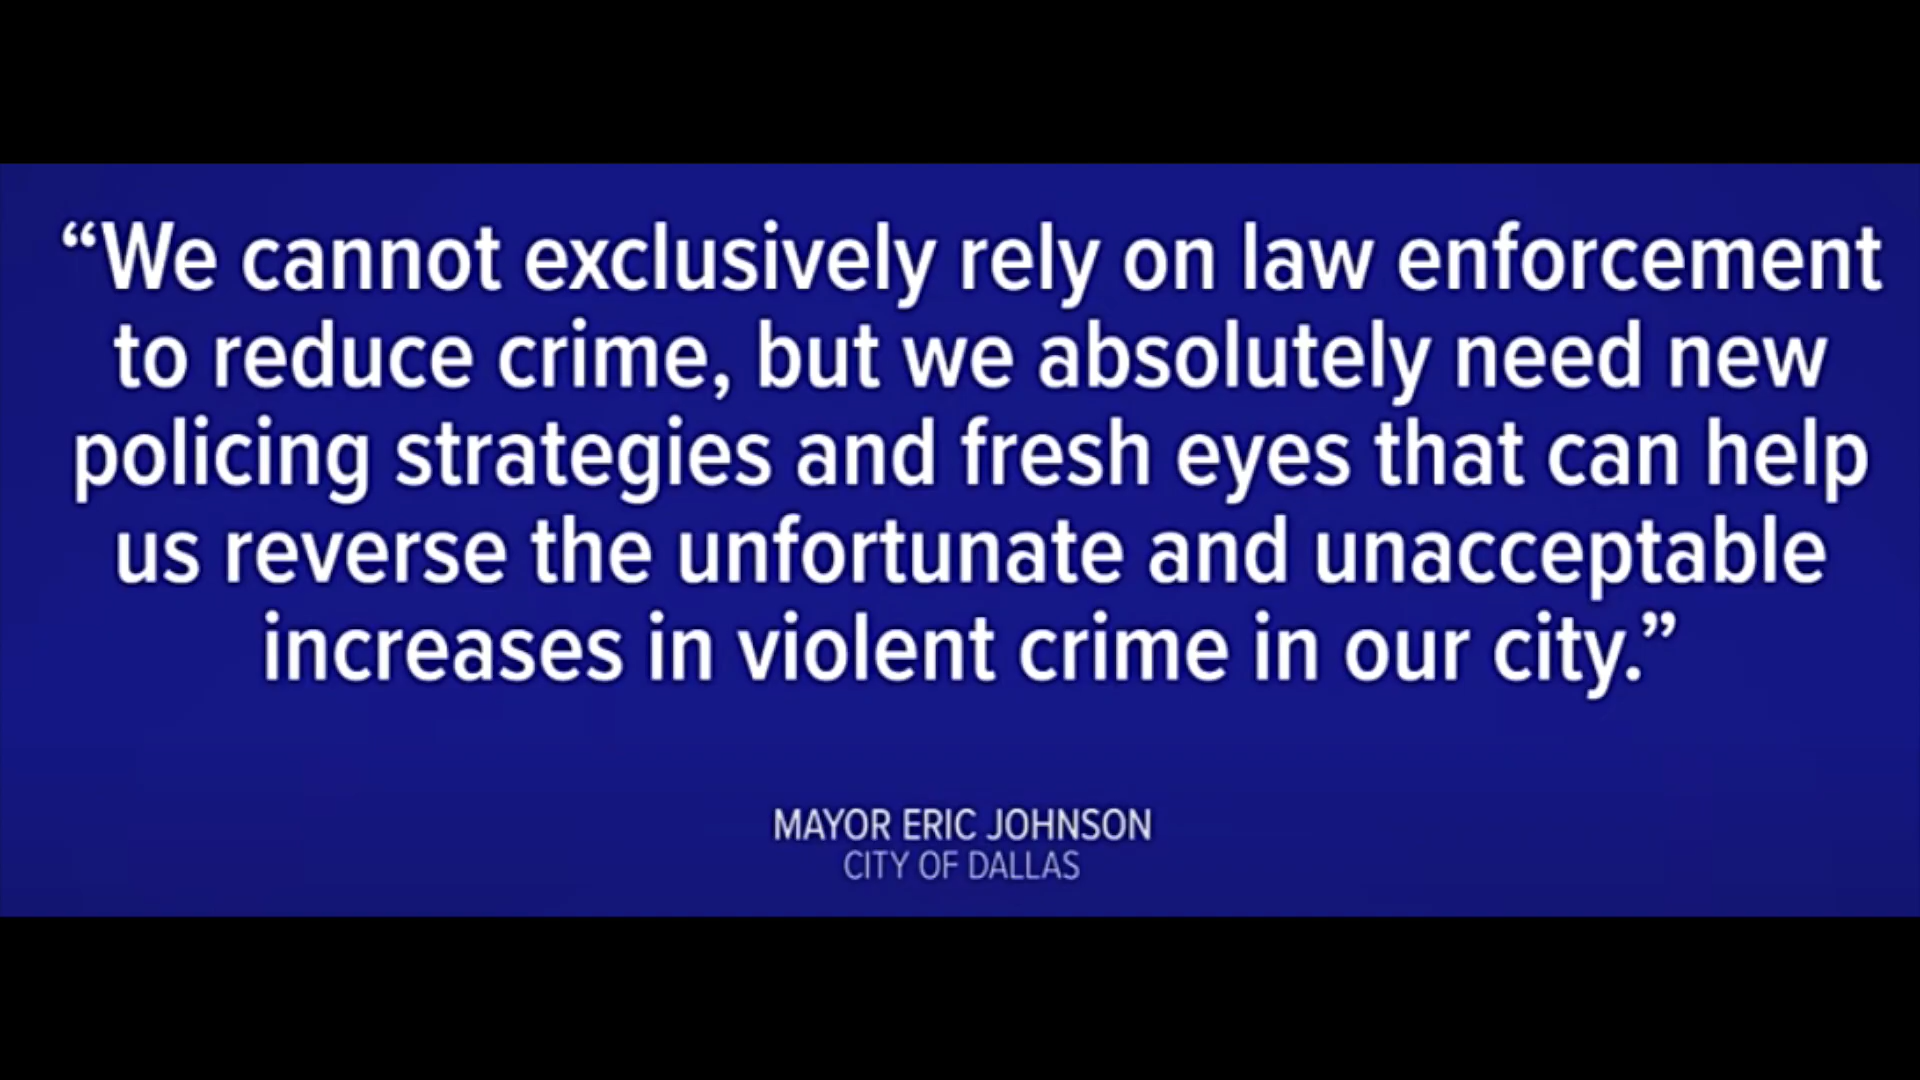 “We cannot exclusively rely on law enforcement
to reduce crime, but we absolutely need new
policing strategies and fresh eyes that can help
us reverse the unfortunate and unacceptable
increases in violent crime in our city.”
MAYOR ERIC JOHNSON
CITY OF DALLAS